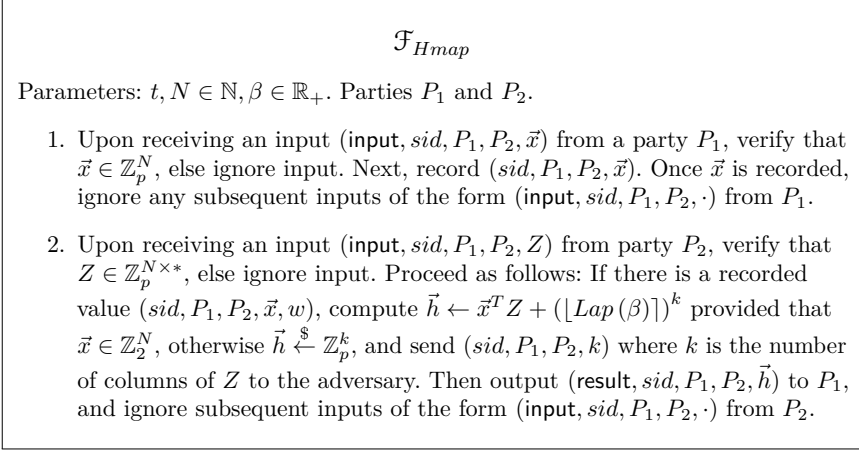 ℱ_{Hmap}
Parameters: t, N ∈ ℕ, β ∈ ℝ₊. Parties P₁ and P₂.
1. Upon receiving an input (input, sid, P₁, P₂, x⃗) from a party P₁, verify that
x⃗ ∈ ℤ_p^N, else ignore input. Next, record (sid, P₁, P₂, x⃗). Once x⃗ is recorded,
ignore any subsequent inputs of the form (input, sid, P₁, P₂, ·) from P₁.
2. Upon receiving an input (input, sid, P₁, P₂, Z) from party P₂, verify that
Z ∈ ℤ_p^{N×*}, else ignore input. Proceed as follows: If there is a recorded
value (sid, P₁, P₂, x⃗, w), compute h⃗ ← x⃗^T Z + (⌊Lap (β)⌉)^k provided that
x⃗ ∈ ℤ_2^N, otherwise h⃗ ←^$ ℤ_p^k, and send (sid, P₁, P₂, k) where k is the number
of columns of Z to the adversary. Then output (result, sid, P₁, P₂, h⃗) to P₁,
and ignore subsequent inputs of the form (input, sid, P₁, P₂, ·) from P₂.